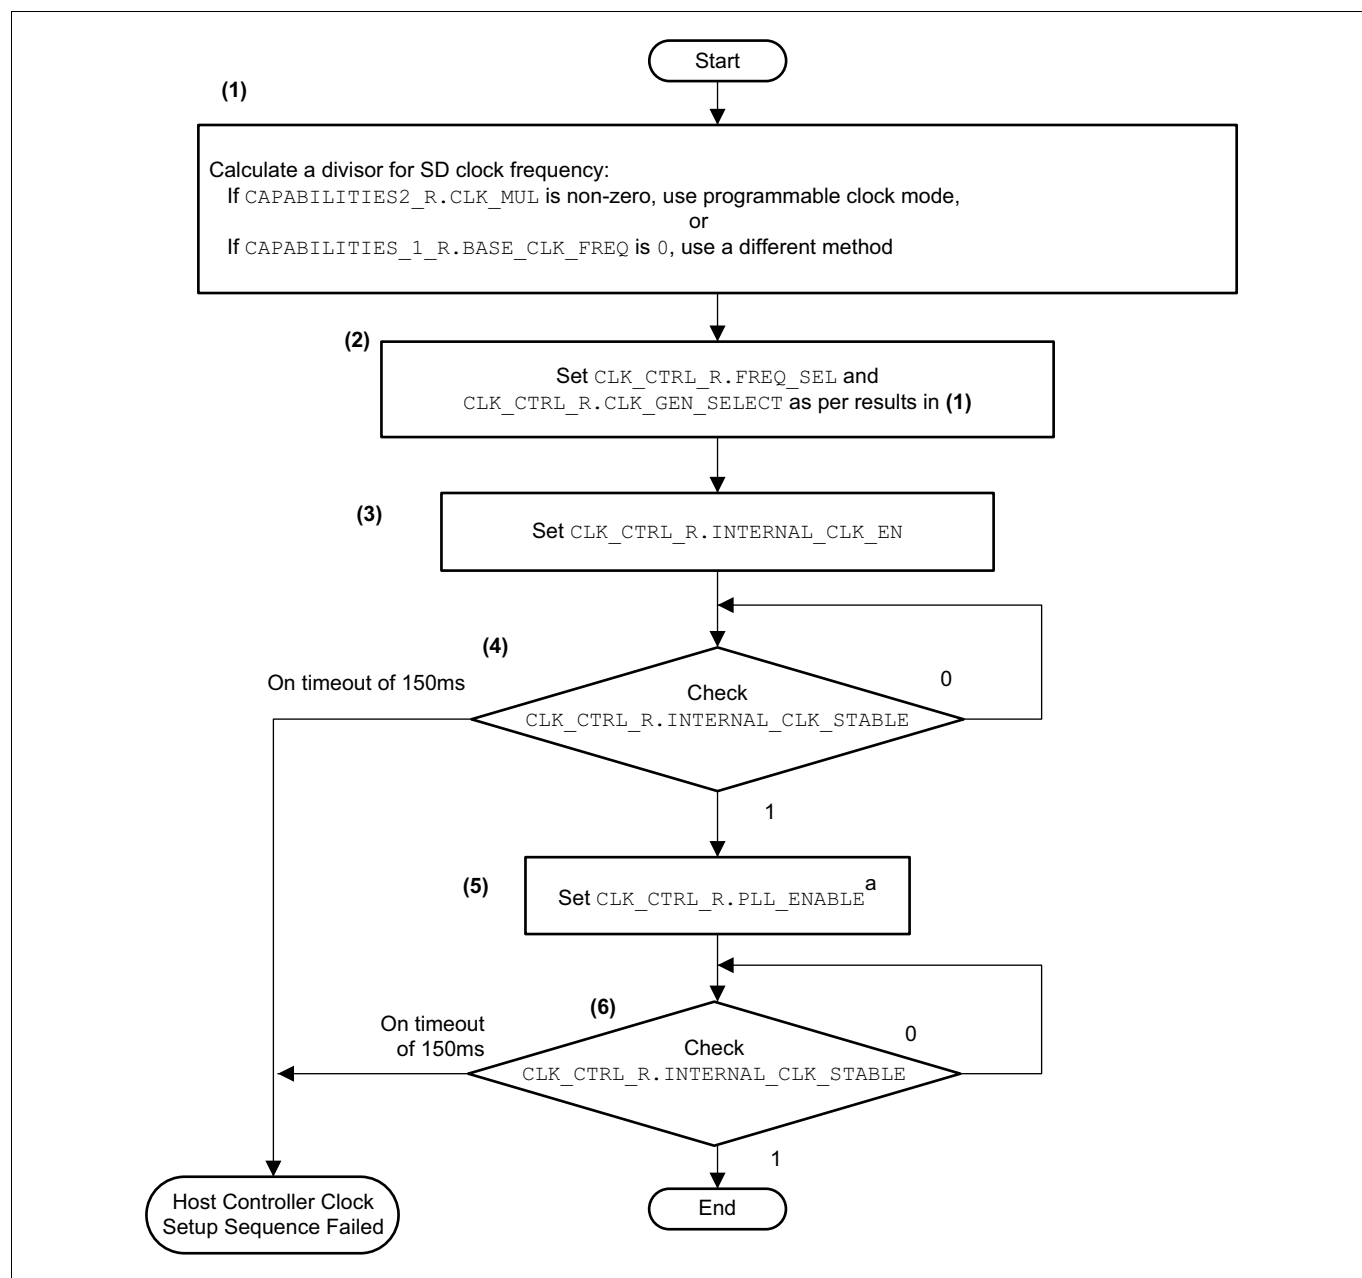 Start
(1)
Calculate a divisor for SD clock frequency:
If CAPABILITIES2_R.CLK_MUL is non-zero, use programmable clock mode,
or
If CAPABILITIES_1_R.BASE_CLK_FREQ is 0, use a different method
(2)
Set CLK_CTRL_R.FREQ_SEL and
CLK_CTRL_R.CLK_GEN_SELECT as per results in (1)
(3)
Set CLK_CTRL_R.INTERNAL_CLK_EN
(4)
On timeout of 150ms
0
Check
CLK_CTRL_R.INTERNAL_CLK_STABLE
1
(5)
Set CLK_CTRL_R.PLL_ENABLEa
(6)
On timeout
of 150ms
0
Check
CLK_CTRL_R.INTERNAL_CLK_STABLE
1
Host Controller Clock
Setup Sequence Failed
End